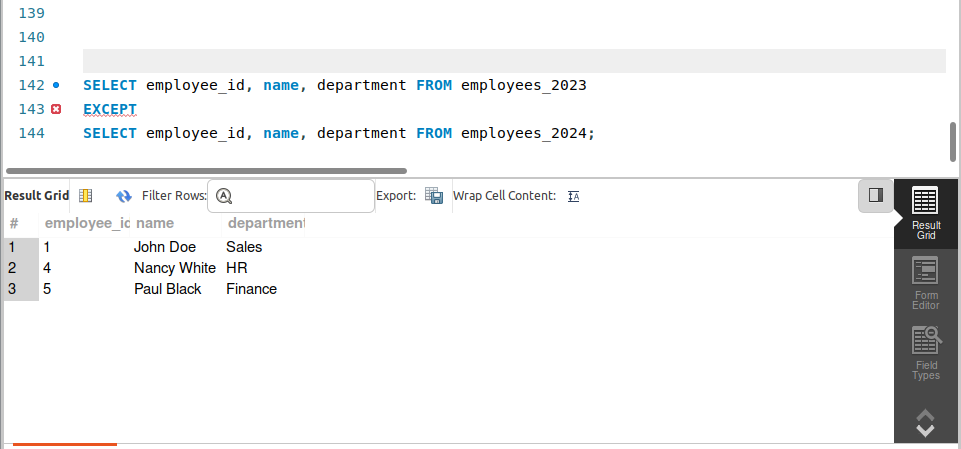 139
140
141
142 SELECT employee_id, name, department FROM employees_2023
143 EXCEPT
144 SELECT employee_id, name, department FROM employees_2024;
Result Grid Filter Rows: A Export: Wrap Cell Content: IA
# employee_id name department
1 1 John Doe Sales
2 4 Nancy White HR
3 5 Paul Black Finance
Result
Grid
Form
Editor
Field
Types